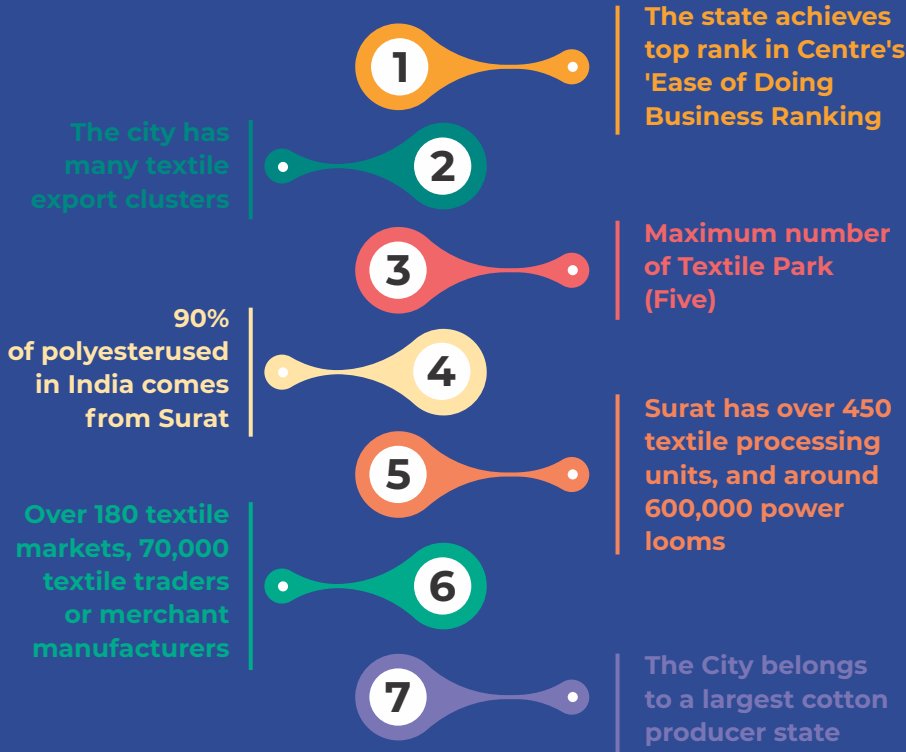 1
The state achieves
top rank in Centre's
'Ease of Doing
Business Ranking
2
The city has
many textile
export clusters
3
Maximum number
of Textile Park
(Five)
4
90%
of polyesterused
in India comes
from Surat
5
Surat has over 450
textile processing
units, and around
600,000 power
looms
6
Over 180 textile
markets, 70,000
textile traders
or merchant
manufacturers
7
The City belongs
to a largest cotton
producer state